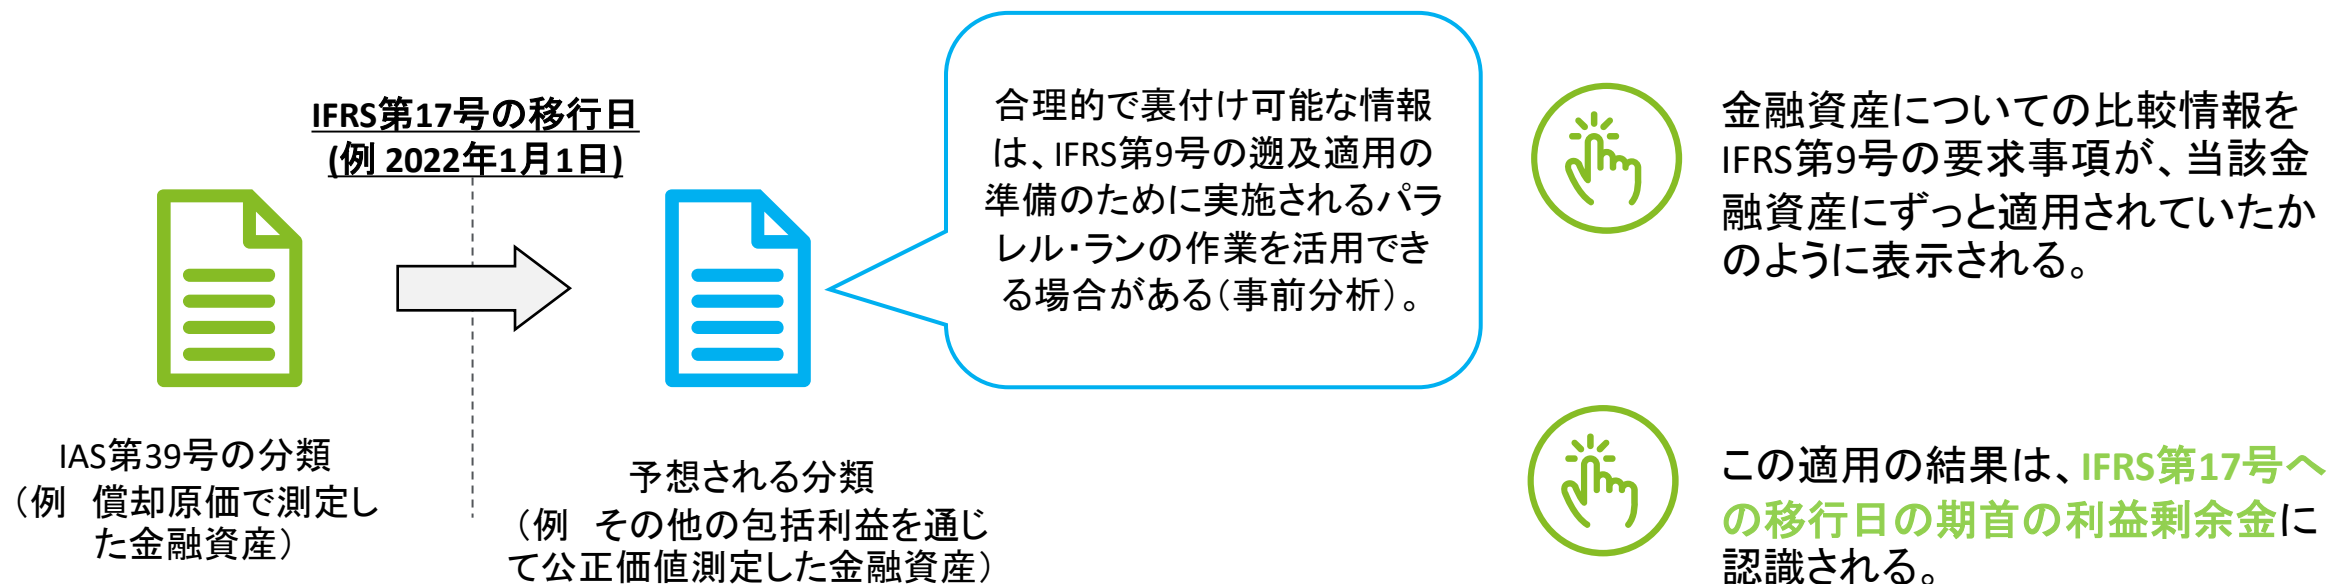 IFRS第17号の移行日
(例 2022年1月1日)
IAS第39号の分類
（例　償却原価で測定し
た金融資産）
予想される分類
（例　その他の包括利益を通じ
て公正価値測定した金融資産）
合理的で裏付け可能な情報
は、IFRS第9号の遡及適用の
準備のために実施されるパラ
レル・ランの作業を活用でき
る場合がある（事前分析）。
金融資産についての比較情報を
IFRS第9号の要求事項が、当該金
融資産にずっと適用されていたか
のように表示される。
この適用の結果は、IFRS第17号へ
の移行日の期首の利益剰余金に
認識される。